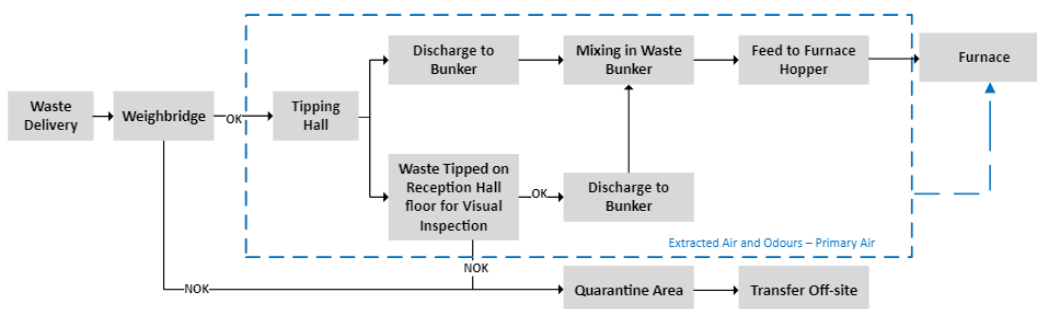 Discharge to
Bunker
Mixing in Waste
Bunker
Feed to Furnace
Hopper
Furnace
Waste
Delivery
Weighbridge
OK
Tipping
Hall
Waste Tipped on
Reception Hall
floor for Visual
Inspection
OK
Discharge to
Bunker
Extracted Air and Odours – Primary Air
NOK
NOK
Quarantine Area
Transfer Off-site